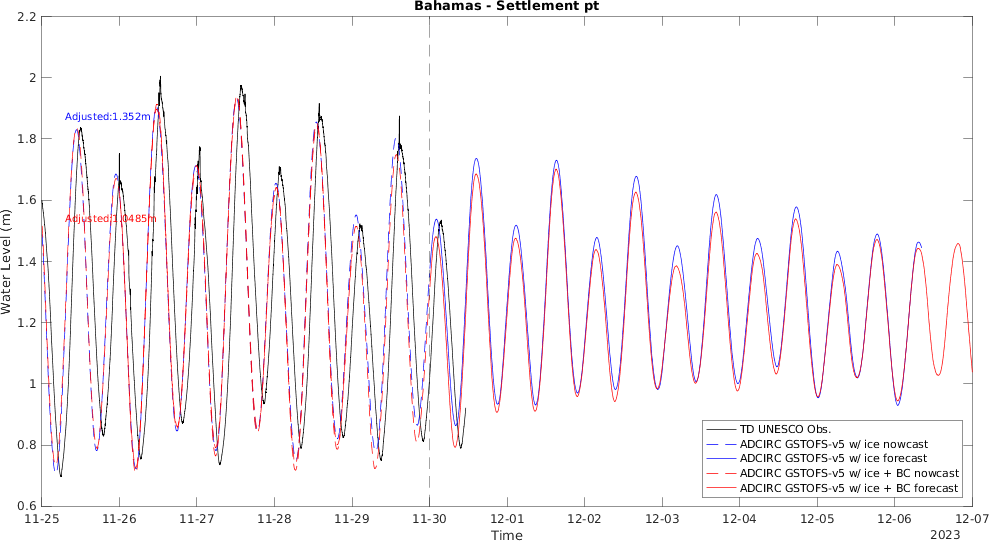 Bahamas - Settlement pt
2.2
2
1.8
1.6
1.4
1.2
1
0.8
0.6
Water Level (m)
Adjusted:1.352m
Adjusted:1.0485m
TD UNESCO Obs.
ADCIRC GSTOFS-v5 w/ ice nowcast
ADCIRC GSTOFS-v5 w/ ice forecast
ADCIRC GSTOFS-v5 w/ ice + BC nowcast
ADCIRC GSTOFS-v5 w/ ice + BC forecast
11-25 11-26 11-27 11-28 11-29 11-30 12-01 12-02 12-03 12-04 12-05 12-06 12-07
Time
2023